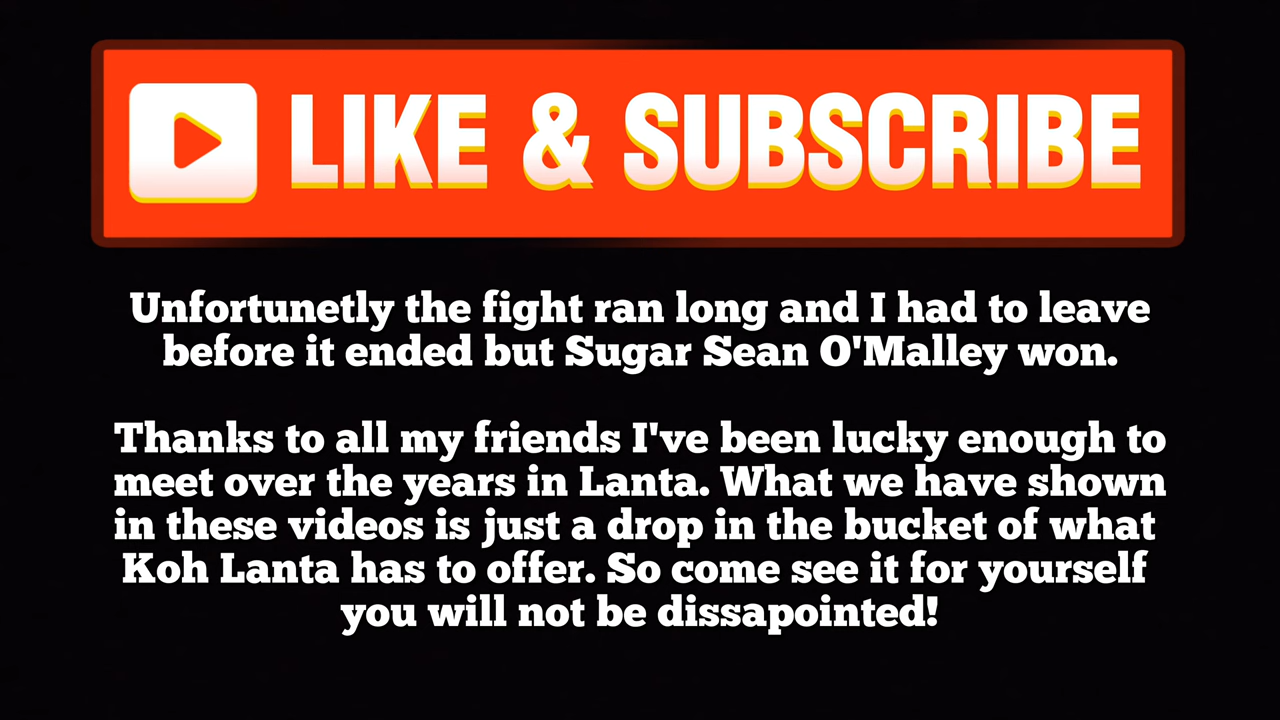 LIKE & SUBSCRIBE
Unfortunetly the fight ran long and I had to leave
before it ended but Sugar Sean O'Malley won.
Thanks to all my friends I've been lucky enough to
meet over the years in Lanta. What we have shown
in these videos is just a drop in the bucket of what
Koh Lanta has to offer. So come see it for yourself
you will not be dissapointed!